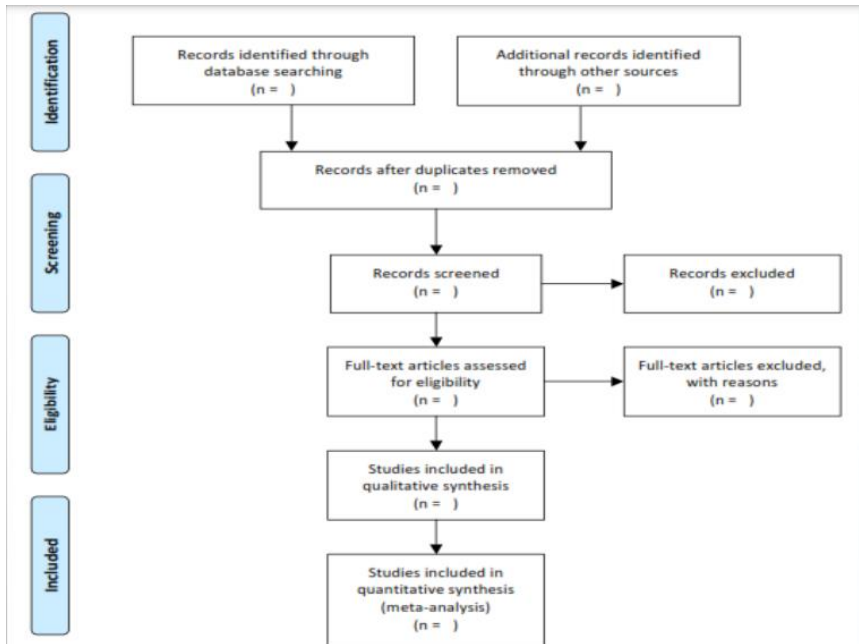 Identification
Records identified through
database searching
(n =   )
Additional records identified
through other sources
(n =   )
Records after duplicates removed
(n =   )
Screening
Records screened
(n =   )
Records excluded
(n =   )
Eligibility
Full-text articles assessed
for eligibility
(n =   )
Full-text articles excluded,
with reasons
(n =   )
Studies included in
qualitative synthesis
(n =   )
Included
Studies included in
quantitative synthesis
(meta-analysis)
(n =   )